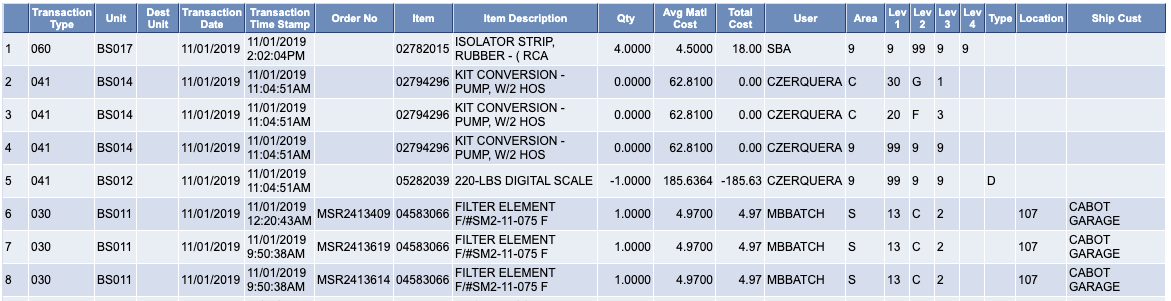 Transaction Type Unit Dest Unit Transaction Date Transaction Time Stamp Order No Item Item Description Qty Avg Matl Cost Total Cost User Area Lev 1 Lev 2 Lev 3 Lev 4 Type Location Ship Cust
1 060 BS017 11/01/2019 11/01/2019 2:02:04PM 02782015 ISOLATOR STRIP, RUBBER - ( RCA 4.0000 4.5000 18.00 SBA 9 9 99 9 9
2 041 BS014 11/01/2019 11/01/2019 11:04:51AM 02794296 KIT CONVERSION - PUMP, W/2 HOS 0.0000 62.8100 0.00 CZERQUERA C 30 G 1
3 041 BS014 11/01/2019 11/01/2019 11:04:51AM 02794296 KIT CONVERSION - PUMP, W/2 HOS 0.0000 62.8100 0.00 CZERQUERA C 20 F 3
4 041 BS014 11/01/2019 11/01/2019 11:04:51AM 02794296 KIT CONVERSION - PUMP, W/2 HOS 0.0000 62.8100 0.00 CZERQUERA 9 99 9 9
5 041 BS012 11/01/2019 11/01/2019 11:04:51AM 05282039 220-LBS DIGITAL SCALE -1.0000 185.6364 -185.63 CZERQUERA 9 99 9 9 D
6 030 BS011 11/01/2019 11/01/2019 12:20:43AM MSR2413409 04583066 FILTER ELEMENT F/#SM2-11-075 F 1.0000 4.9700 4.97 MBBATCH S 13 C 2 107 CABOT GARAGE
7 030 BS011 11/01/2019 11/01/2019 9:50:38AM MSR2413619 04583066 FILTER ELEMENT F/#SM2-11-075 F 1.0000 4.9700 4.97 MBBATCH S 13 C 2 107 CABOT GARAGE
8 030 BS011 11/01/2019 11/01/2019 9:50:38AM MSR2413614 04583066 FILTER ELEMENT F/#SM2-11-075 F 1.0000 4.9700 4.97 MBBATCH S 13 C 2 107 CABOT GARAGE